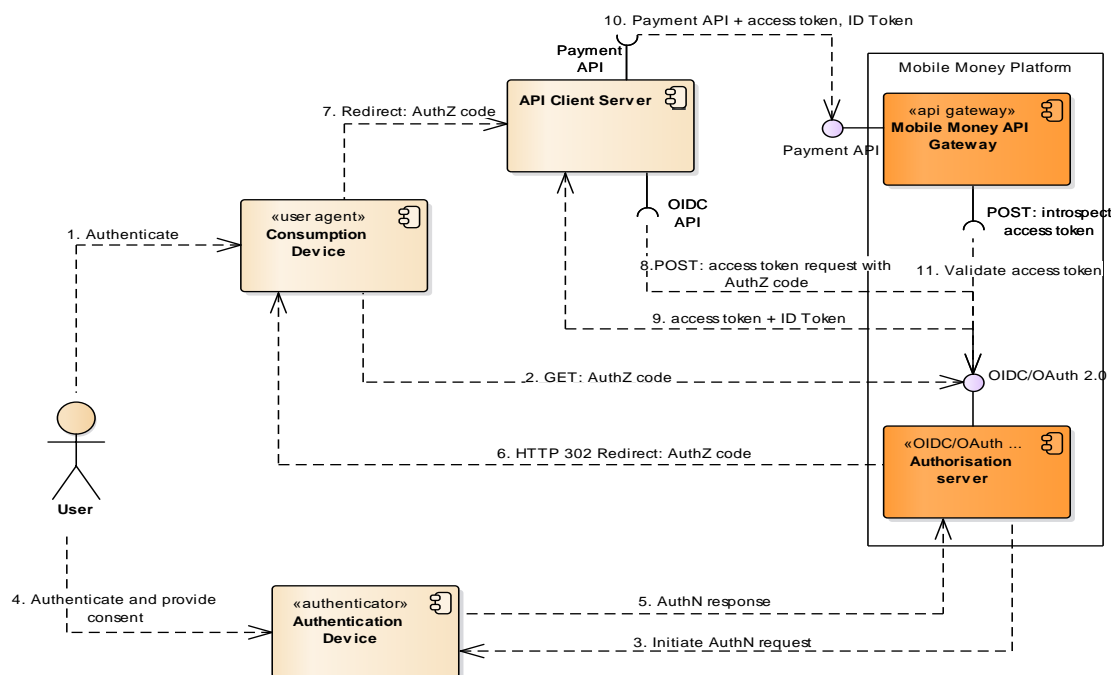 10. Payment API + access token, ID Token
Payment
API
Mobile Money Platform
API Client Server
«api gateway»
Mobile Money API
Gateway
7. Redirect: AuthZ code
Payment API
OIDC
API
POST: introspect
access token
«user agent»
Consumption
Device
1. Authenticate
8.POST: access token request with
AuthZ code
11. Validate access token
9. access token + ID Token
2. GET: AuthZ code
OIDC/OAuth 2.0
«OIDC/OAuth ...
Authorisation
server
6. HTTP 302 Redirect: AuthZ code
User
4. Authenticate and provide
consent
«authenticator»
Authentication
Device
5. AuthN response
3. Initiate AuthN request